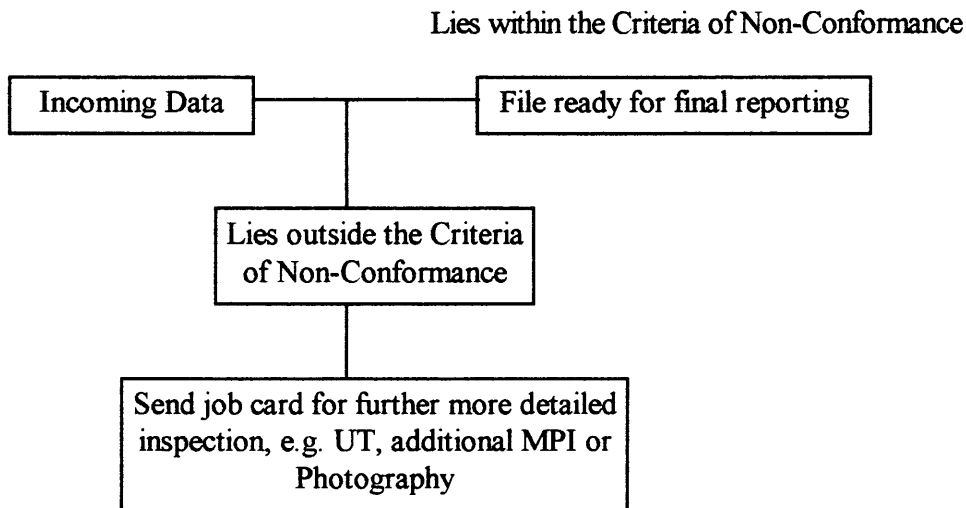 Lies within the Criteria of Non-Conformance
Incoming Data
File ready for final reporting
Lies outside the Criteria
of Non-Conformance
Send job card for further more detailed
inspection, e.g. UT, additional MPI or
Photography